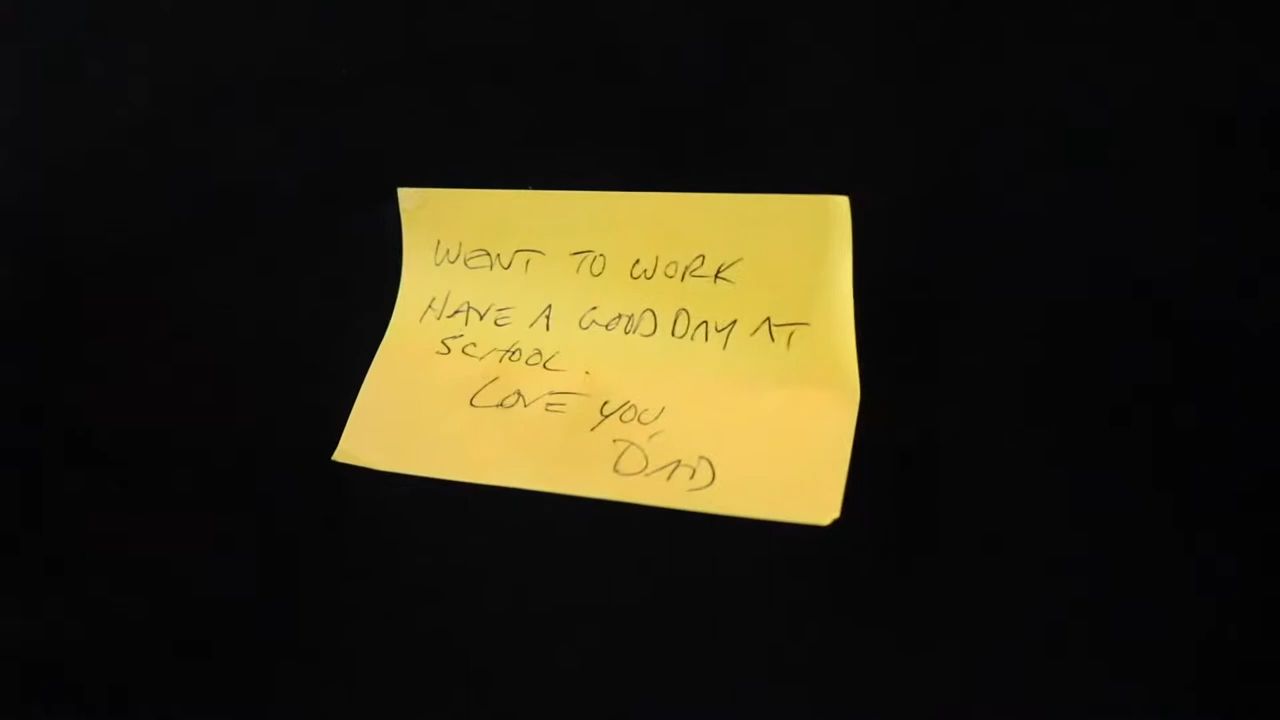 WENT TO WORK
HAVE A GOOD DAY AT
SCHOOL.
LOVE YOU,
DAD